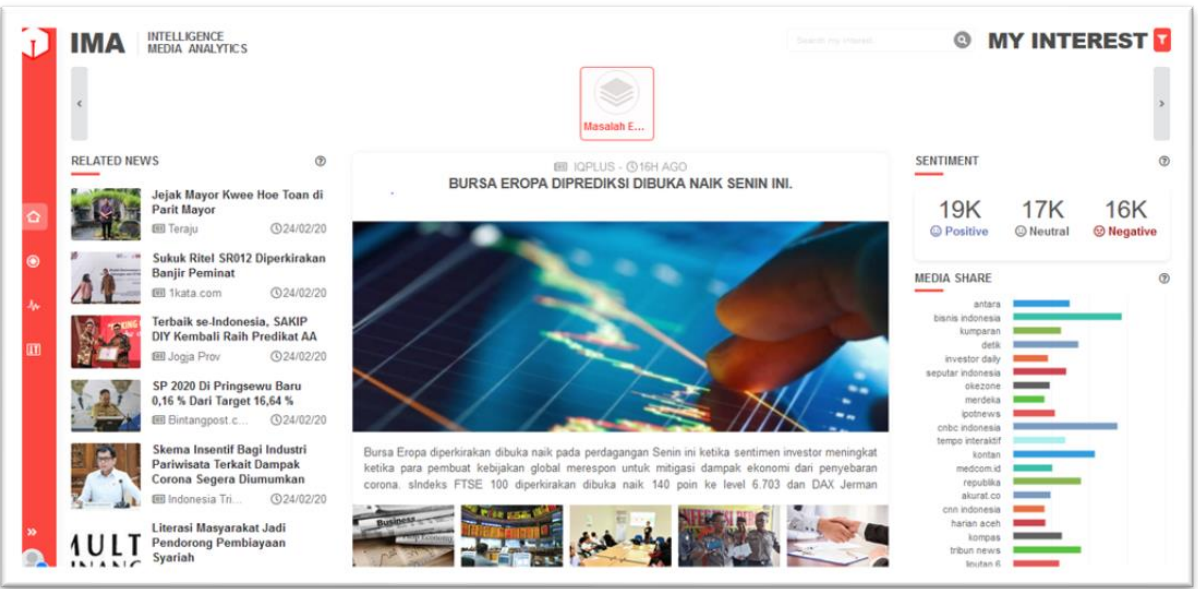 IMA
INTELLIGENCE
MEDIA ANALYTICS
Search my interest
MY INTEREST
Masalah E...
RELATED NEWS
Jejak Mayor Kwee Hoe Toan di
Parit Mayor
Teraju 24/02/20
Sukuk Ritel SR012 Diperkirakan
Banjir Peminat
1kata.com 24/02/20
Terbaik se-Indonesia, SAKIP
DIY Kembali Raih Predikat AA
Jogja Prov 24/02/20
SP 2020 Di Pringsewu Baru
0,16 % Dari Target 16,64 %
Bintangpost.c... 24/02/20
Skema Insentif Bagi Industri
Pariwisata Terkait Dampak
Corona Segera Diumumkan
Indonesia Tri... 24/02/20
Literasi Masyarakat Jadi
Pendorong Pembiayaan
Syariah
IQPLUS - 16H AGO
BURSA EROPA DIPREDIKSI DIBUKA NAIK SENIN INI.
Bursa Eropa diperkirakan dibuka naik pada perdagangan Senin ini ketika sentimen investor meningkat
ketika para pembuat kebijakan global merespon untuk mitigasi dampak ekonomi dari penyebaran
corona. sIndeks FTSE 100 diperkirakan dibuka naik 140 poin ke level 6.703 dan DAX Jerman
Business
SENTIMENT
19K 17K 16K
Positive Neutral Negative
MEDIA SHARE
antara
bisnis indonesia
kumparan
detik
investor daily
seputar indonesia
okezone
merdeka
ipotnews
cnbc indonesia
tempo interaktif
kontan
medcom.id
republika
akurat.co
cnn indonesia
harian aceh
kompas
tribun news
liputan 6